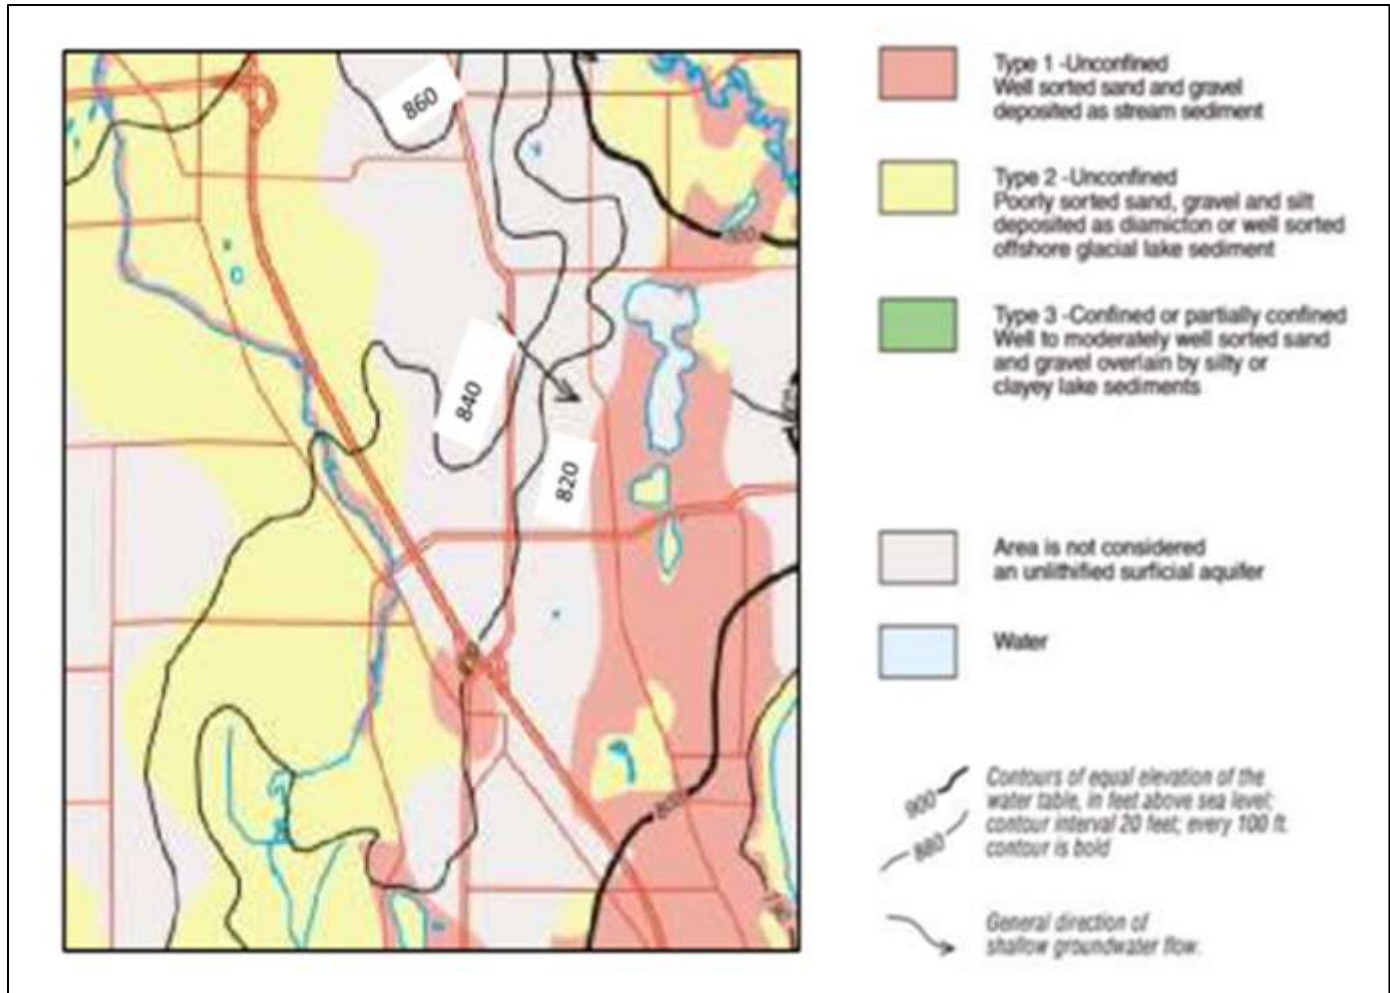 860
840
820
800
800
Type 1 -Unconfined
Well sorted sand and gravel
deposited as stream sediment
Type 2 -Unconfined
Poorly sorted sand, gravel and silt
deposited as diamicton or well sorted
offshore glacial lake sediment
Type 3 -Confined or partially confined
Well to moderately well sorted sand
and gravel overlain by silty or
clayey lake sediments
Area is not considered
an unlithified surficial aquifer
Water
900
880
Contours of equal elevation of the
water table, in feet above sea level;
contour interval 20 feet; every 100 ft.
contour is bold
General direction of
shallow groundwater flow.